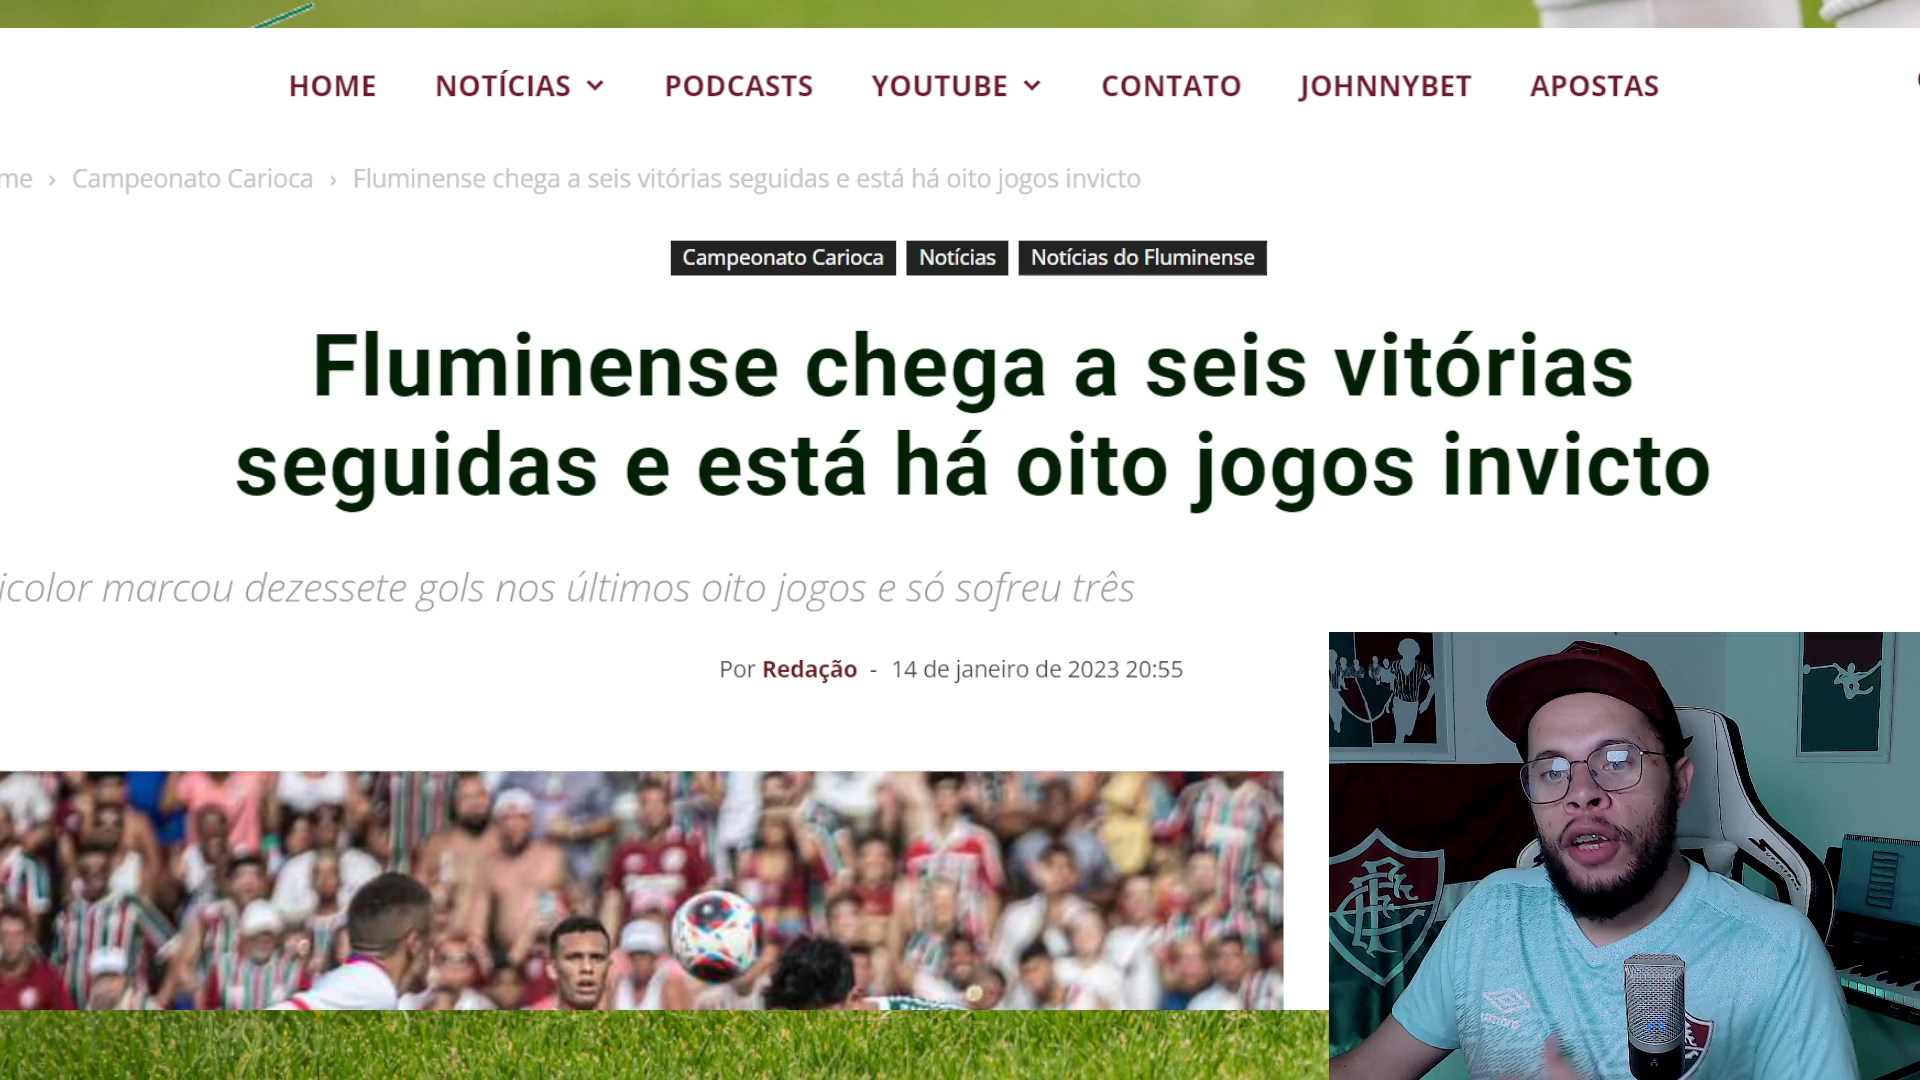 HOME NOTÍCIAS PODCASTS YOUTUBE CONTATO JOHNNYBET APOSTAS
me › Campeonato Carioca › Fluminense chega a seis vitórias seguidas e está há oito jogos invicto
Campeonato Carioca Notícias Notícias do Fluminense
Fluminense chega a seis vitórias
seguidas e está há oito jogos invicto
icolor marcou dezessete gols nos últimos oito jogos e só sofreu três
Por Redação - 14 de janeiro de 2023 20:55
umbro